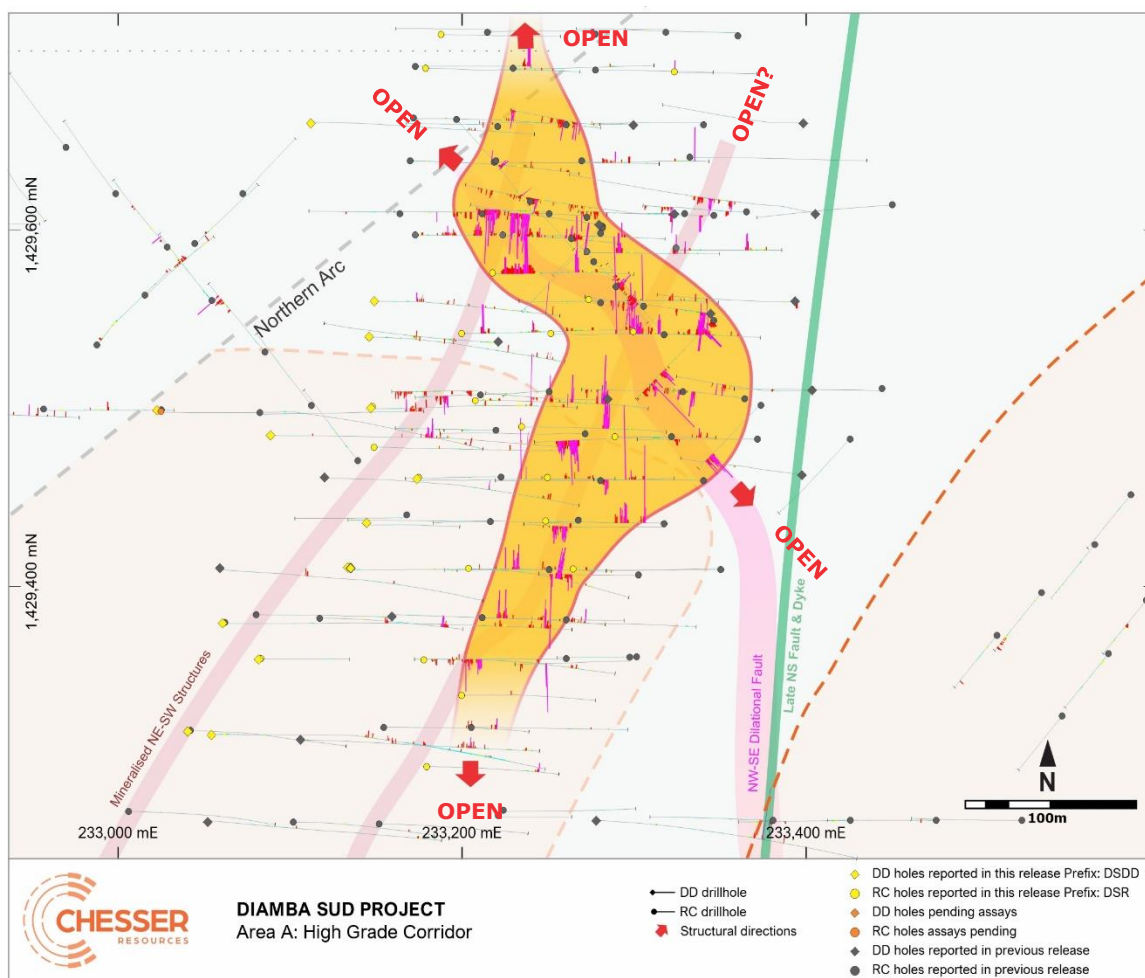 OPEN
OPEN
OPEN?
1,429,600 mN
Northern Arc
OPEN
1,429,400 mN
Mineralised NE-SW Structures
NW-SE Dilational Fault
Late NS Fault & Dyke
N
OPEN
100m
233,000 mE
233,200 mE
233,400 mE
CHESSER
RESOURCES
DIAMBA SUD PROJECT
Area A: High Grade Corridor
DD drillhole
RC drillhole
Structural directions
DD holes reported in this release Prefix: DSDD
RC holes reported in this release Prefix: DSR
DD holes pending assays
RC holes assays pending
DD holes reported in previous release
RC holes reported in previous release